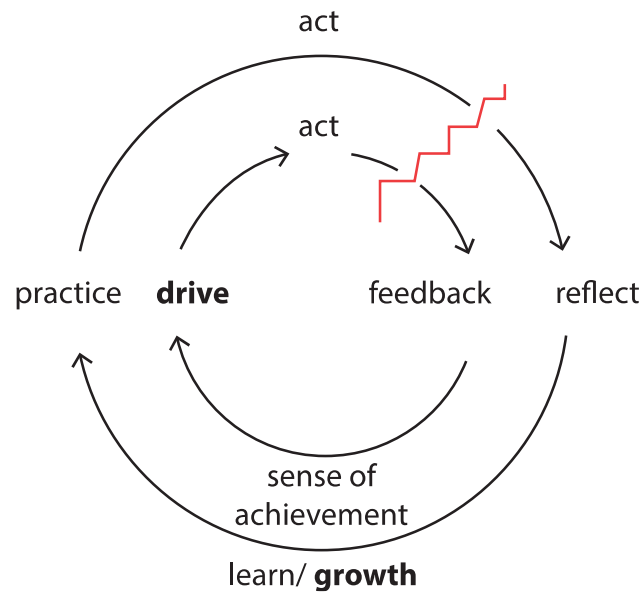 act
act
practice drive feedback reflect
sense of
achievement
learn/ growth